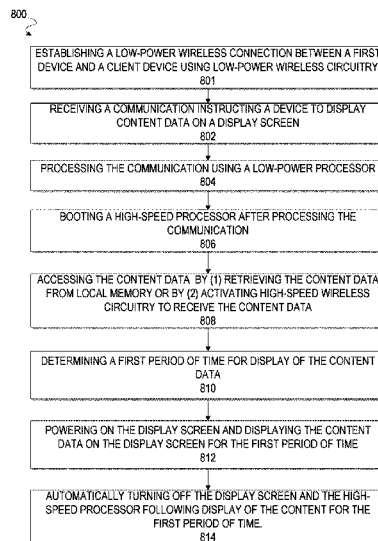 800
ESTABLISHING A LOW-POWER WIRELESS CONNECTION BETWEEN A FIRST
DEVICE AND A CLIENT DEVICE USING LOW-POWER WIRELESS CIRCUITRY
801
RECEIVING A COMMUNICATION INSTRUCTING A DEVICE TO DISPLAY
CONTENT DATA ON A DISPLAY SCREEN
802
PROCESSING THE COMMUNICATION USING A LOW-POWER PROCESSOR
804
BOOTING A HIGH-SPEED PROCESSOR AFTER PROCESSING THE
COMMUNICATION
806
ACCESSING THE CONTENT DATA BY (1) RETRIEVING THE CONTENT DATA
FROM LOCAL MEMORY OR BY (2) ACTIVATING HIGH-SPEED WIRELESS
CIRCUITRY TO RECEIVE THE CONTENT DATA
808
DETERMINING A FIRST PERIOD OF TIME FOR DISPLAY OF THE CONTENT
DATA
810
POWERING ON THE DISPLAY SCREEN AND DISPLAYING THE CONTENT
DATA ON THE DISPLAY SCREEN FOR THE FIRST PERIOD OF TIME
812
AUTOMATICALLY TURNING OFF THE DISPLAY SCREEN AND THE HIGH-
SPEED PROCESSOR FOLLOWING DISPLAY OF THE CONTENT FOR THE
FIRST PERIOD OF TIME.
814